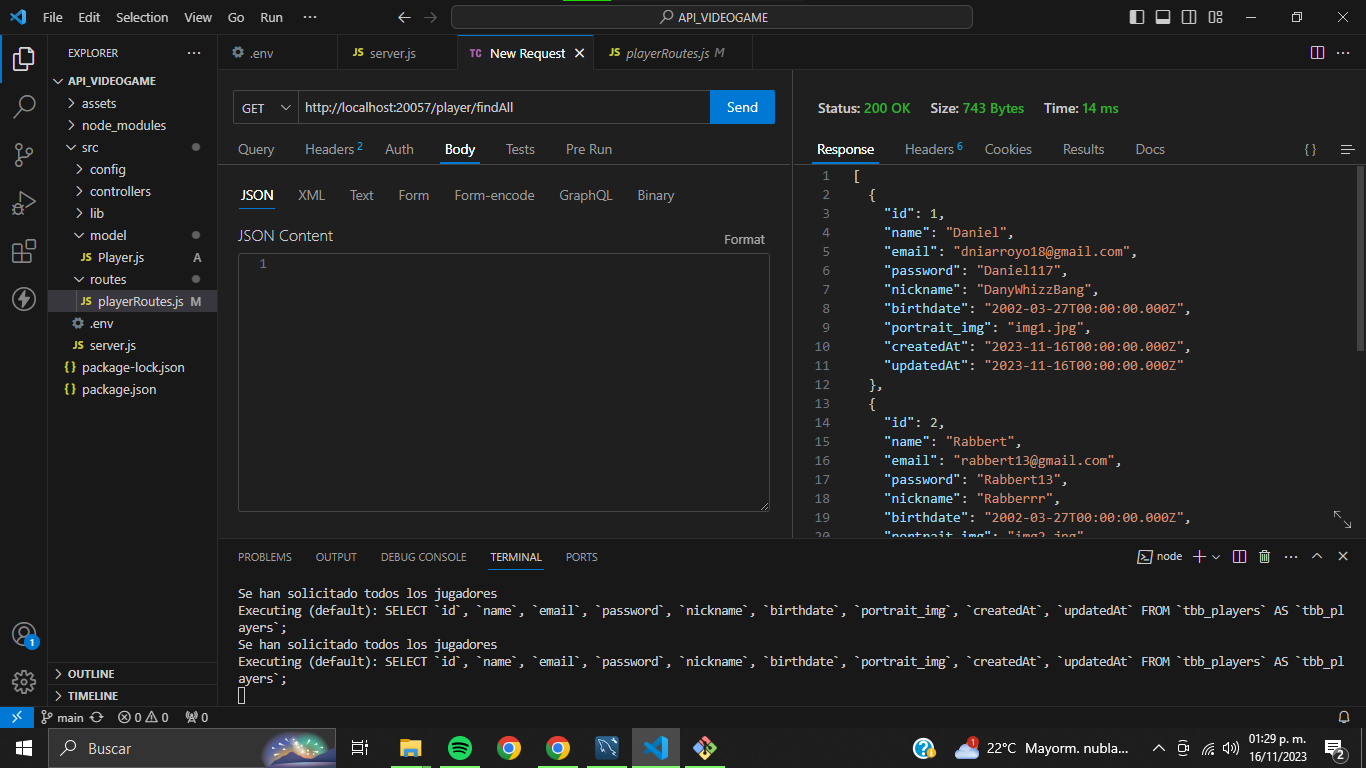 File Edit Selection View Go Run ··· API_VIDEOGAME
EXPLORER ···
API_VIDEOGAME
assets
node_modules
src
config
controllers
lib
model
JS Player.js A
routes
JS playerRoutes.js M
.env
JS server.js
{} package-lock.json
{} package.json
OUTLINE
TIMELINE
1
.env
JS server.js
TC New Request
JS playerRoutes.js M
GET http://localhost:20057/player/findAll Send
Query Headers 2 Auth Body Tests Pre Run
JSON XML Text Form Form-encode GraphQL Binary
JSON Content
Format
1
Status: 200 OK Size: 743 Bytes Time: 14 ms
Response Headers 6 Cookies Results Docs { }
1 [
2 {
3 "id": 1,
4 "name": "Daniel",
5 "email": "dniarroyo18@gmail.com",
6 "password": "Daniel117",
7 "nickname": "DanyWhizzBang",
8 "birthdate": "2002-03-27T00:00:00.000Z",
9 "portrait_img": "img1.jpg",
10 "createdAt": "2023-11-16T00:00:00.000Z",
11 "updatedAt": "2023-11-16T00:00:00.000Z"
12 },
13 {
14 "id": 2,
15 "name": "Rabbert",
16 "email": "rabbert13@gmail.com",
17 "password": "Rabbert13",
18 "nickname": "Rabberrr",
19 "birthdate": "2002-03-27T00:00:00.000Z",
20 "portrait_img": "img2.jpg"
PROBLEMS OUTPUT DEBUG CONSOLE TERMINAL PORTS node
Se han solicitado todos los jugadores
Executing (default): SELECT `id`, `name`, `email`, `password`, `nickname`, `birthdate`, `portrait_img`, `createdAt`, `updatedAt` FROM `tbb_players` AS `tbb_pl
ayers`;
Se han solicitado todos los jugadores
Executing (default): SELECT `id`, `name`, `email`, `password`, `nickname`, `birthdate`, `portrait_img`, `createdAt`, `updatedAt` FROM `tbb_players` AS `tbb_pl
ayers`;
main 0 0 0
Buscar
1
22°C Mayorm. nubla...
01:29 p. m.
16/11/2023
2